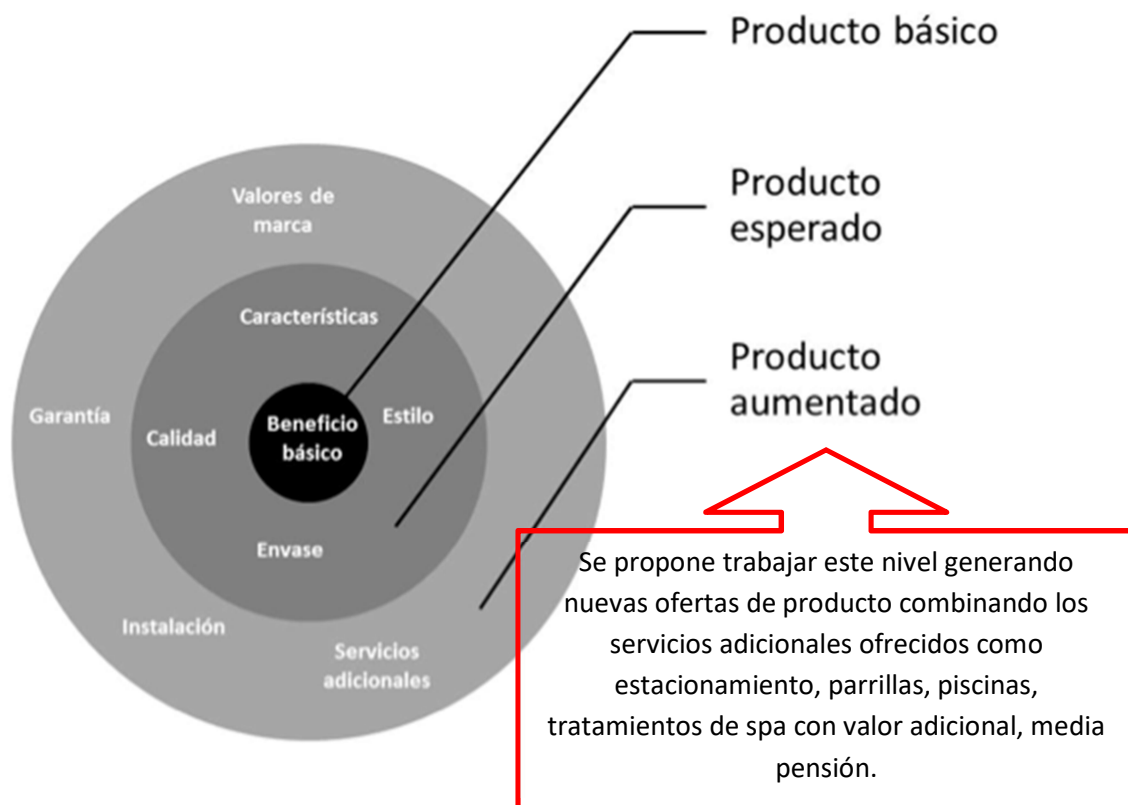 Producto básico
Producto
esperado
Producto
aumentado
Valores de
marca
Características
Garantía
Calidad
Beneficio
básico
Estilo
Envase
Instalación
Servicios
adicionales
Se propone trabajar este nivel generando
nuevas ofertas de producto combinando los
servicios adicionales ofrecidos como
estacionamiento, parrillas, piscinas,
tratamientos de spa con valor adicional, media
pensión.